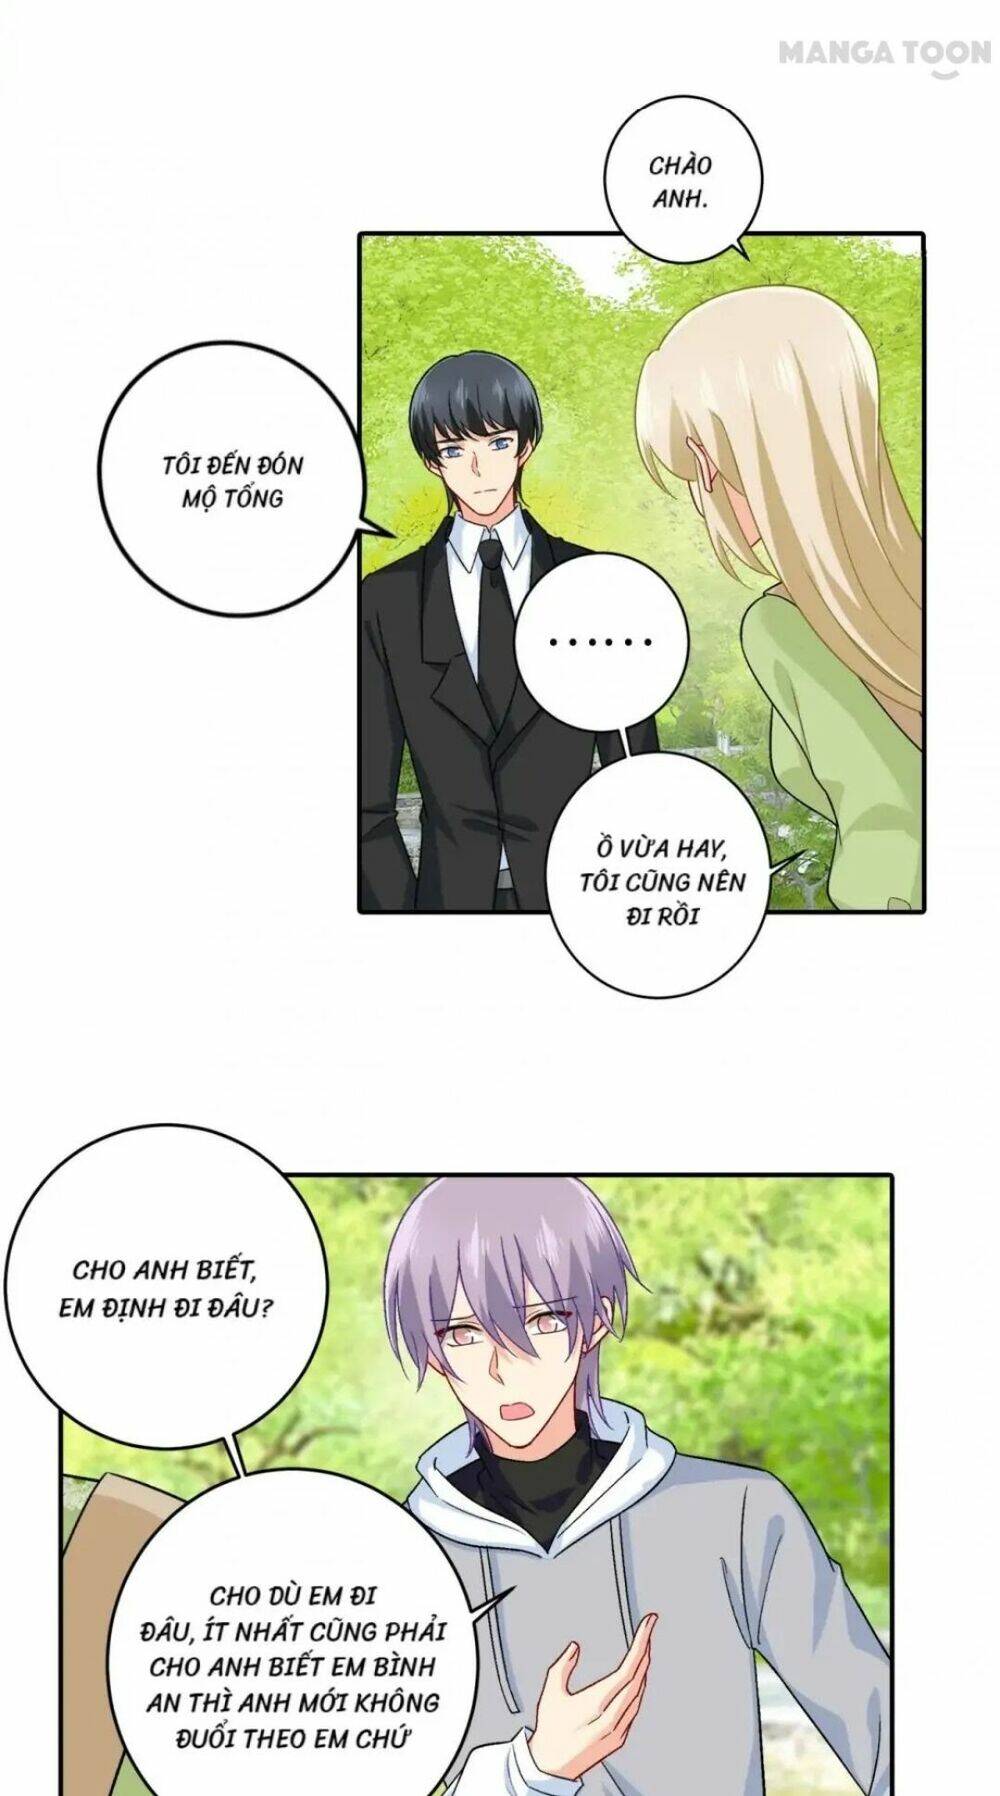 MANGA TOON
CHÀO
ANH.
TÔI ĐẾN ĐÓN
MỘ TỔNG
......
Ồ VỪA HAY,
TÔI CŨNG NÊN
ĐI RỒI
CHO ANH BIẾT,
EM ĐỊNH ĐI ĐÂU?
CHO DÙ EM ĐI
ĐÂU, ÍT NHẤT CŨNG PHẢI
CHO ANH BIẾT EM BÌNH
AN THÌ ANH MỚI KHÔNG
ĐUỔI THEO EM CHỨ